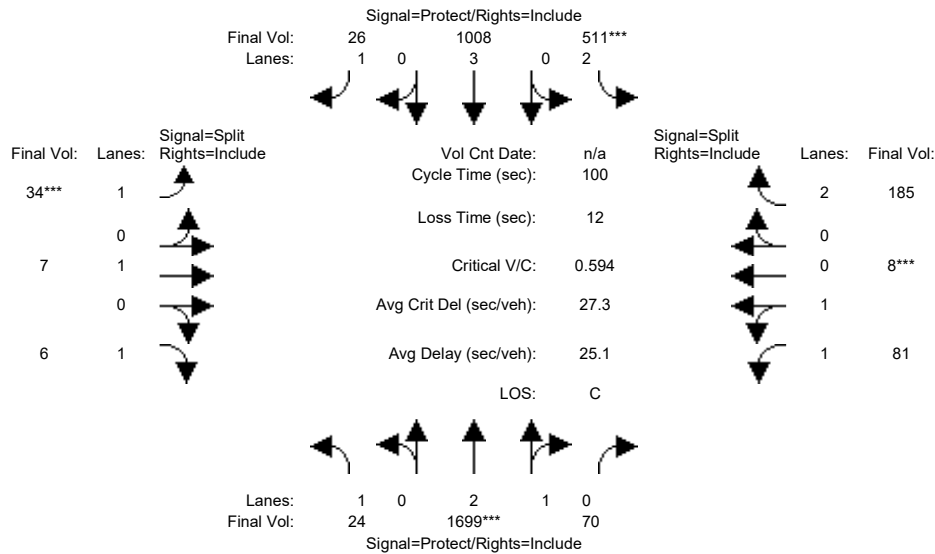 Signal=Protect/Rights=Include
Final Vol: 26 1008 511***
Lanes: 1 0 3 0 2
Signal=Split
Final Vol: Lanes: Rights=Include
Vol Cnt Date: n/a
Signal=Split
Rights=Include Lanes: Final Vol:
Cycle Time (sec): 100
34*** 1
2 185
Loss Time (sec): 12
0
0
7 1
Critical V/C: 0.594
0 8***
0
Avg Crit Del (sec/veh): 27.3
1
6 1
Avg Delay (sec/veh): 25.1
1 81
LOS: C
Lanes: 1 0 2 1 0
Final Vol: 24 1699*** 70
Signal=Protect/Rights=Include